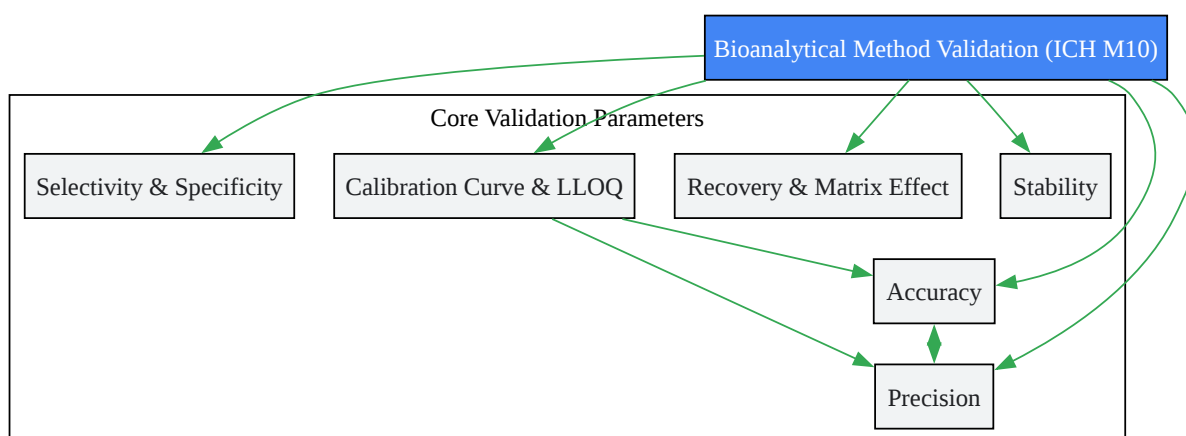 Bioanalytical Method Validation (ICH M10)
Core Validation Parameters
Selectivity & Specificity
Calibration Curve & LLOQ
Recovery & Matrix Effect
Stability
Accuracy
Precision